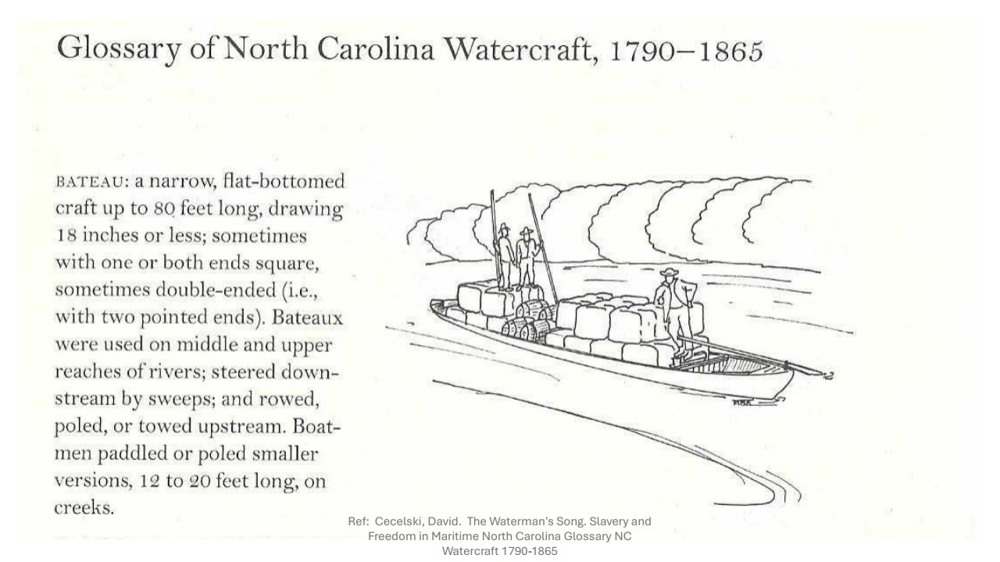 Glossary of North Carolina Watercraft, 1790–1865
BATEAU: a narrow, flat-bottomed
craft up to 80 feet long, drawing
18 inches or less; sometimes
with one or both ends square,
sometimes double-ended (i.e.,
with two pointed ends). Bateaux
were used on middle and upper
reaches of rivers; steered down-
stream by sweeps; and rowed,
poled, or towed upstream. Boat-
men paddled or poled smaller
versions, 12 to 20 feet long, on
creeks.
Ref: Cecelski, David. The Waterman's Song. Slavery and
Freedom in Maritime North Carolina Glossary NC
Watercraft 1790-1865